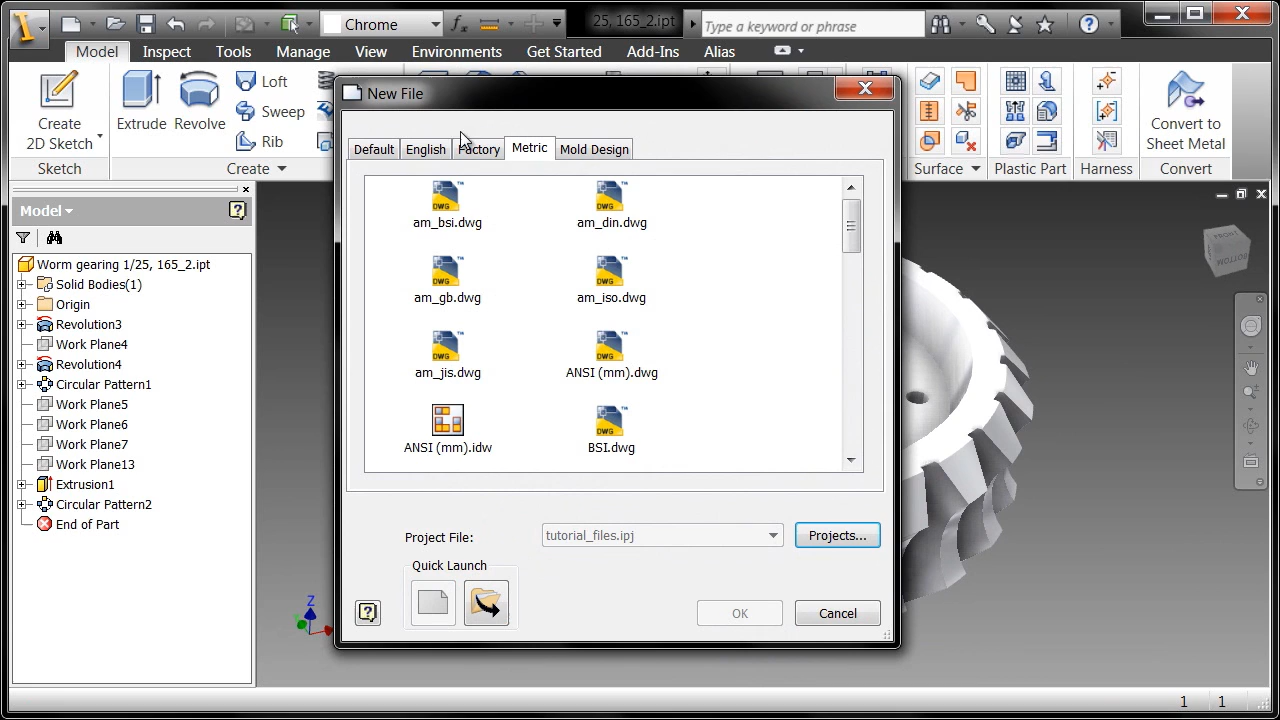 Chrome
25, 165_2.ipt
Type a keyword or phrase
Model Inspect Tools Manage View Environments Get Started Add-Ins Vault Alias
Create
2D Sketch
Extrude
Revolve
Loft
Sweep
Rib
Convert to
Sheet Metal
Sketch
Create
Surface
Plastic Part
Harness
Convert
New File
Default English Factory Metric Mold Design
am_bsi.dwg
am_din.dwg
am_gb.dwg
am_iso.dwg
am_jis.dwg
ANSI (mm).dwg
ANSI (mm).idw
BSI.dwg
Project File:
tutorial_files.ipj
Projects...
Quick Launch
OK
Cancel
Model
Worm gearing 1/25, 165_2.ipt
Solid Bodies(1)
Origin
Revolution3
Work Plane4
Revolution4
Circular Pattern1
Work Plane5
Work Plane6
Work Plane7
Work Plane13
Extrusion1
Circular Pattern2
End of Part
FRONT
BOTTOM
Z
1 1